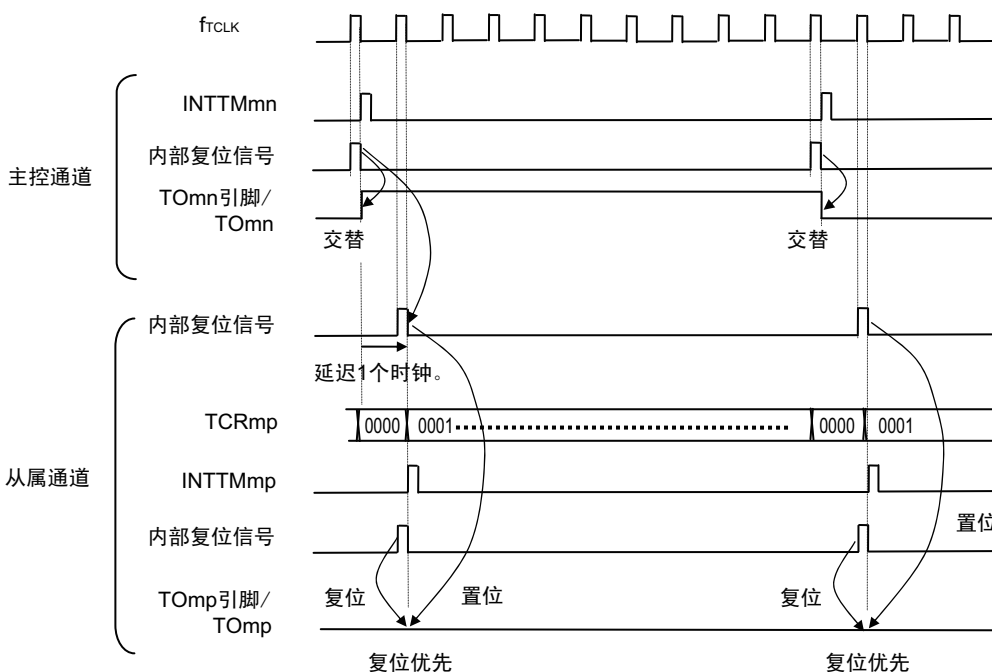 fTCLK
主控通道
INTTMmn
内部复位信号
TOmn引脚/
TOmn
交替
交替
从属通道
内部复位信号
延迟1个时钟。
TCRmp
0000
0001
0000
0001
INTTMmp
置位
内部复位信号
TOmp引脚/
TOmp
复位
置位
复位
复位优先
复位优先